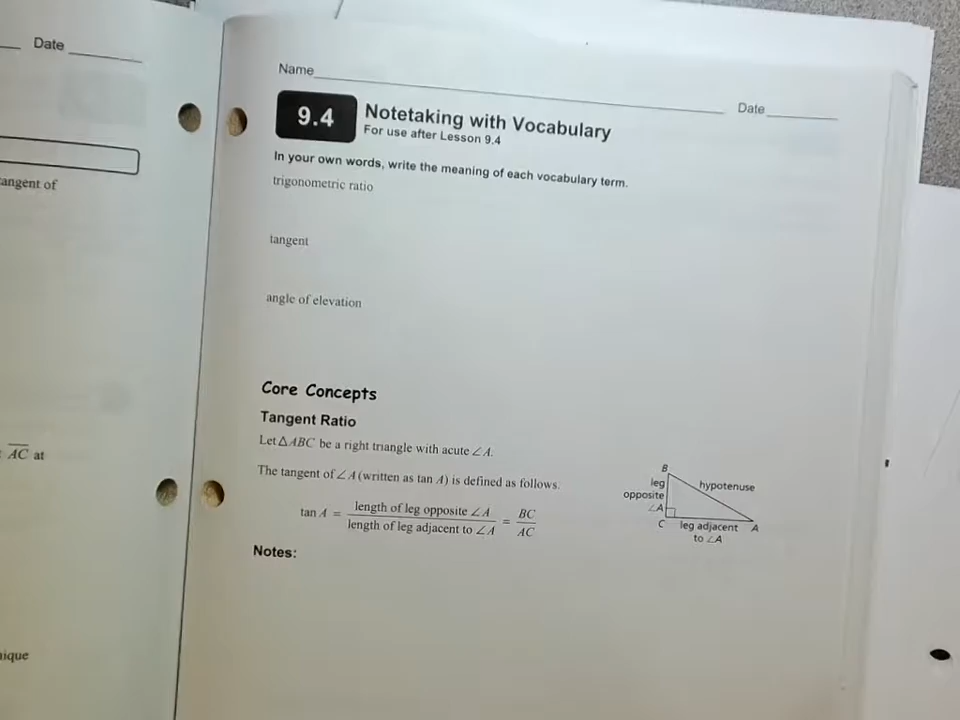 Date
angent of
AC at
nique
Name
Date
9.4
Notetaking with Vocabulary
For use after Lesson 9.4
In your own words, write the meaning of each vocabulary term.
trigonometric ratio
tangent
angle of elevation
Core Concepts
Tangent Ratio
Let △ABC be a right triangle with acute ∠A.
The tangent of ∠A (written as tan A) is defined as follows.
tan A = length of leg opposite ∠A / length of leg adjacent to ∠A = BC / AC
B
leg
opposite
∠A
hypotenuse
C
leg adjacent
to ∠A
A
Notes: